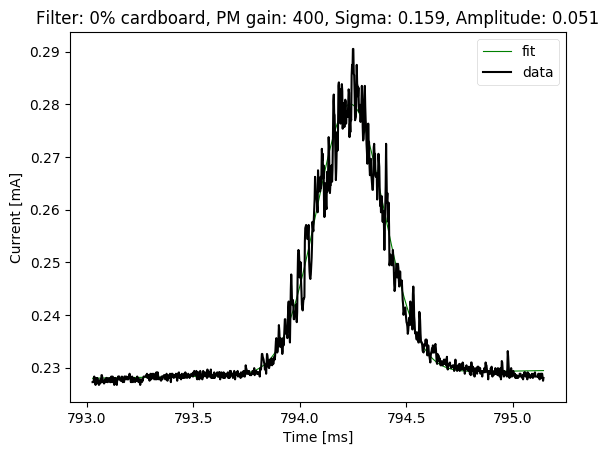 Filter: 0% cardboard, PM gain: 400, Sigma: 0.159, Amplitude: 0.051
fit
data
0.29
0.28
0.27
0.26
0.25
0.24
0.23
Current [mA]
793.0 793.5 794.0 794.5 795.0
Time [ms]